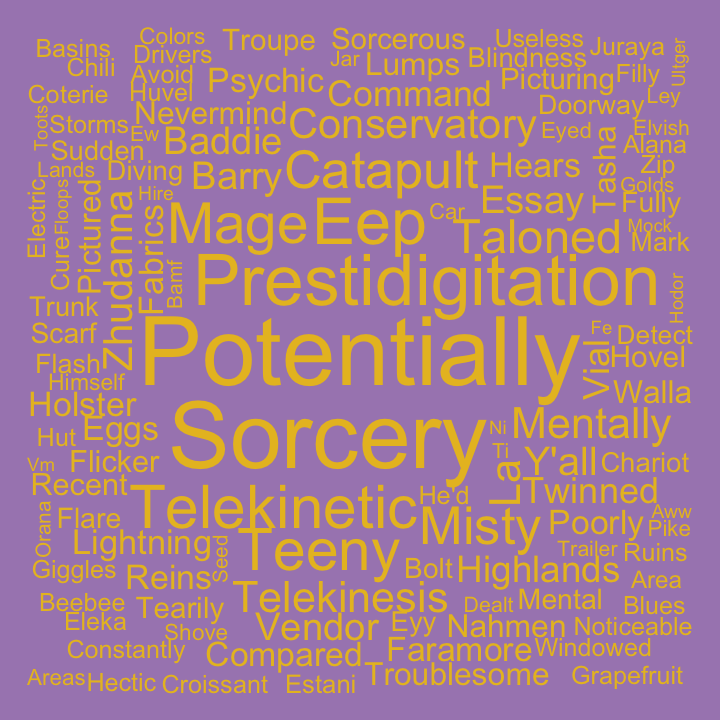 Colors
Troupe
Sorcerous
Useless
Juraya
Uliger
Basins
Drivers
Jar
Lumps
Blindness
Chili
Avoid
Psychic
Picturing
Filly
Coterie
Huvel
Command
Doorway
Ley
Toots
Storms
Ew
Nevermind
Conservatory
Eyed
Elvish
Sudden
Baddie
Tasha
Alana
Lands
Diving
Barry
Catapult
Hears
Zip
Golds
Electric
Floops
Cure
Pictured
Zhudanna
Hire
Fabrics
Mage
Eep
Car
Essay
Fully
Mock
Taloned
Mark
Bamf
Prestidigitation
Hodor
Trunk
Scarf
Potentially
Fe
Detect
Vial
Hovel
Flash
Himself
Walla
Holster
Eggs
Sorcery
Ni
Mentally
Hut
Vm
Flicker
Ti
La
Y'all
Chariot
Recent
Telekinetic
He'd
Twinned
Orana
Flare
Misty
Poorly
Aww
Pike
Lightning
Seed
Teeny
Trailer
Ruins
Giggles
Reins
Bolt
Highlands
Area
Beebee
Tearily
Telekinesis
Dealt
Mental
Blues
Eleka
Shove
Vendor
Eyy
Nahmen
Noticeable
Constantly
Compared
Faramore
Windowed
Areas
Hectic
Croissant
Estani
Troublesome
Grapefruit